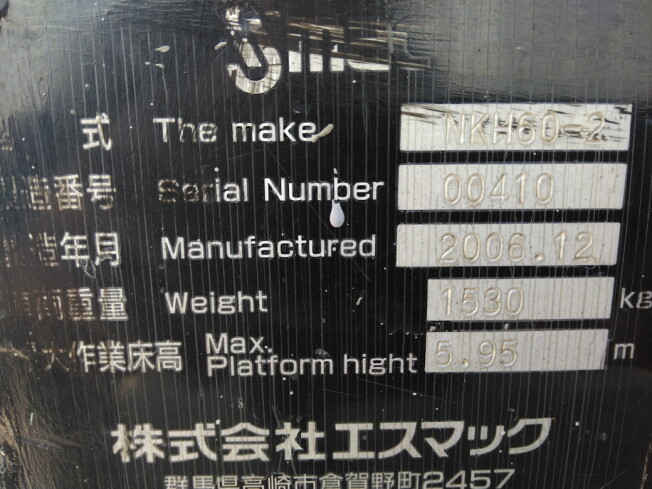 式 The make NKH60-2
造番号 Serial Number 00410
造年月 Manufactured 2006.12
重量 Weight 1530 kg
大作業床高 Max. Platform hight 5.95 m
株式会社エスマック
群馬県高崎市倉賀野町2457